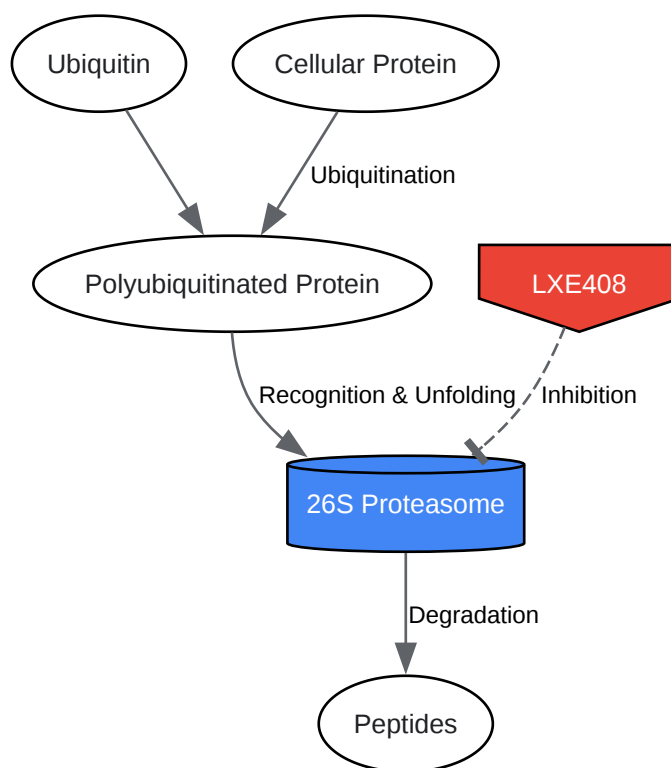 Ubiquitin
Cellular Protein
Ubiquitination
Polyubiquitinated Protein
LXE408
Recognition & Unfolding
Inhibition
26S Proteasome
Degradation
Peptides